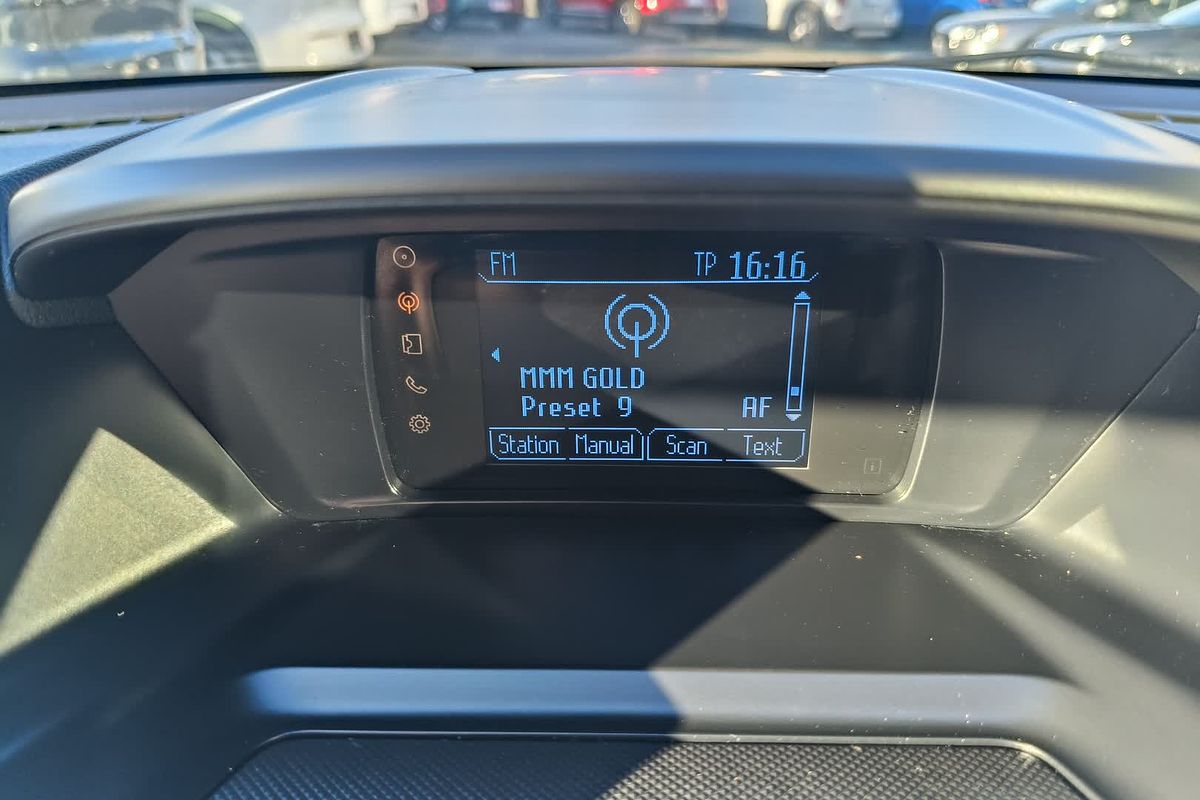 FM TP 16:16
MMM GOLD
Preset 9 AF
Station Manual Scan Text